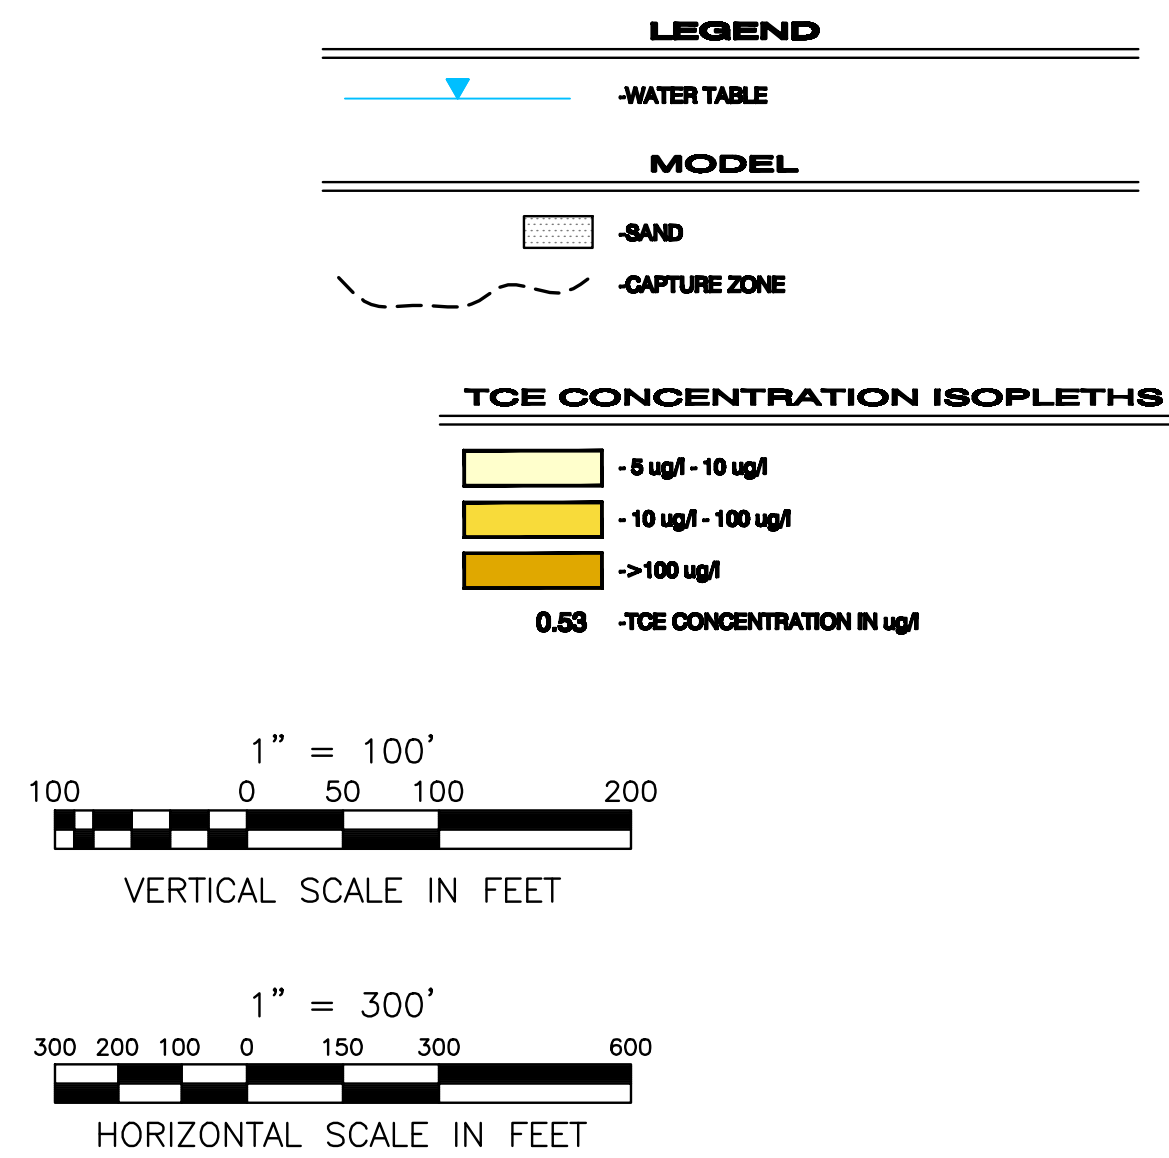 LEGEND
-WATER TABLE
MODEL
-SAND
-CAPTURE ZONE
TCE CONCENTRATION ISOPLETHS
- 5 ug/l - 10 ug/l
- 10 ug/l - 100 ug/l
->100 ug/l
0.53 -TCE CONCENTRATION IN ug/l
1" = 100'
100 0 50 100 200
VERTICAL SCALE IN FEET
1" = 300'
300 200 100 0 150 300 600
HORIZONTAL SCALE IN FEET